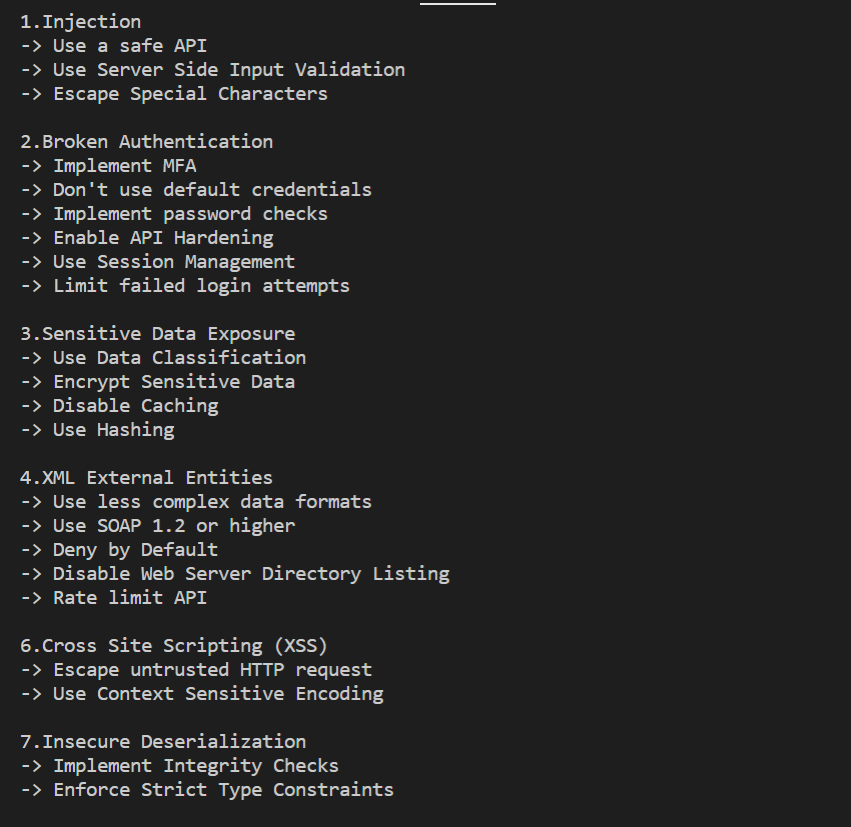 1.Injection
-> Use a safe API
-> Use Server Side Input Validation
-> Escape Special Characters
2.Broken Authentication
-> Implement MFA
-> Don't use default credentials
-> Implement password checks
-> Enable API Hardening
-> Use Session Management
-> Limit failed login attempts
3.Sensitive Data Exposure
-> Use Data Classification
-> Encrypt Sensitive Data
-> Disable Caching
-> Use Hashing
4.XML External Entities
-> Use less complex data formats
-> Use SOAP 1.2 or higher
-> Deny by Default
-> Disable Web Server Directory Listing
-> Rate limit API
6.Cross Site Scripting (XSS)
-> Escape untrusted HTTP request
-> Use Context Sensitive Encoding
7.Insecure Deserialization
-> Implement Integrity Checks
-> Enforce Strict Type Constraints